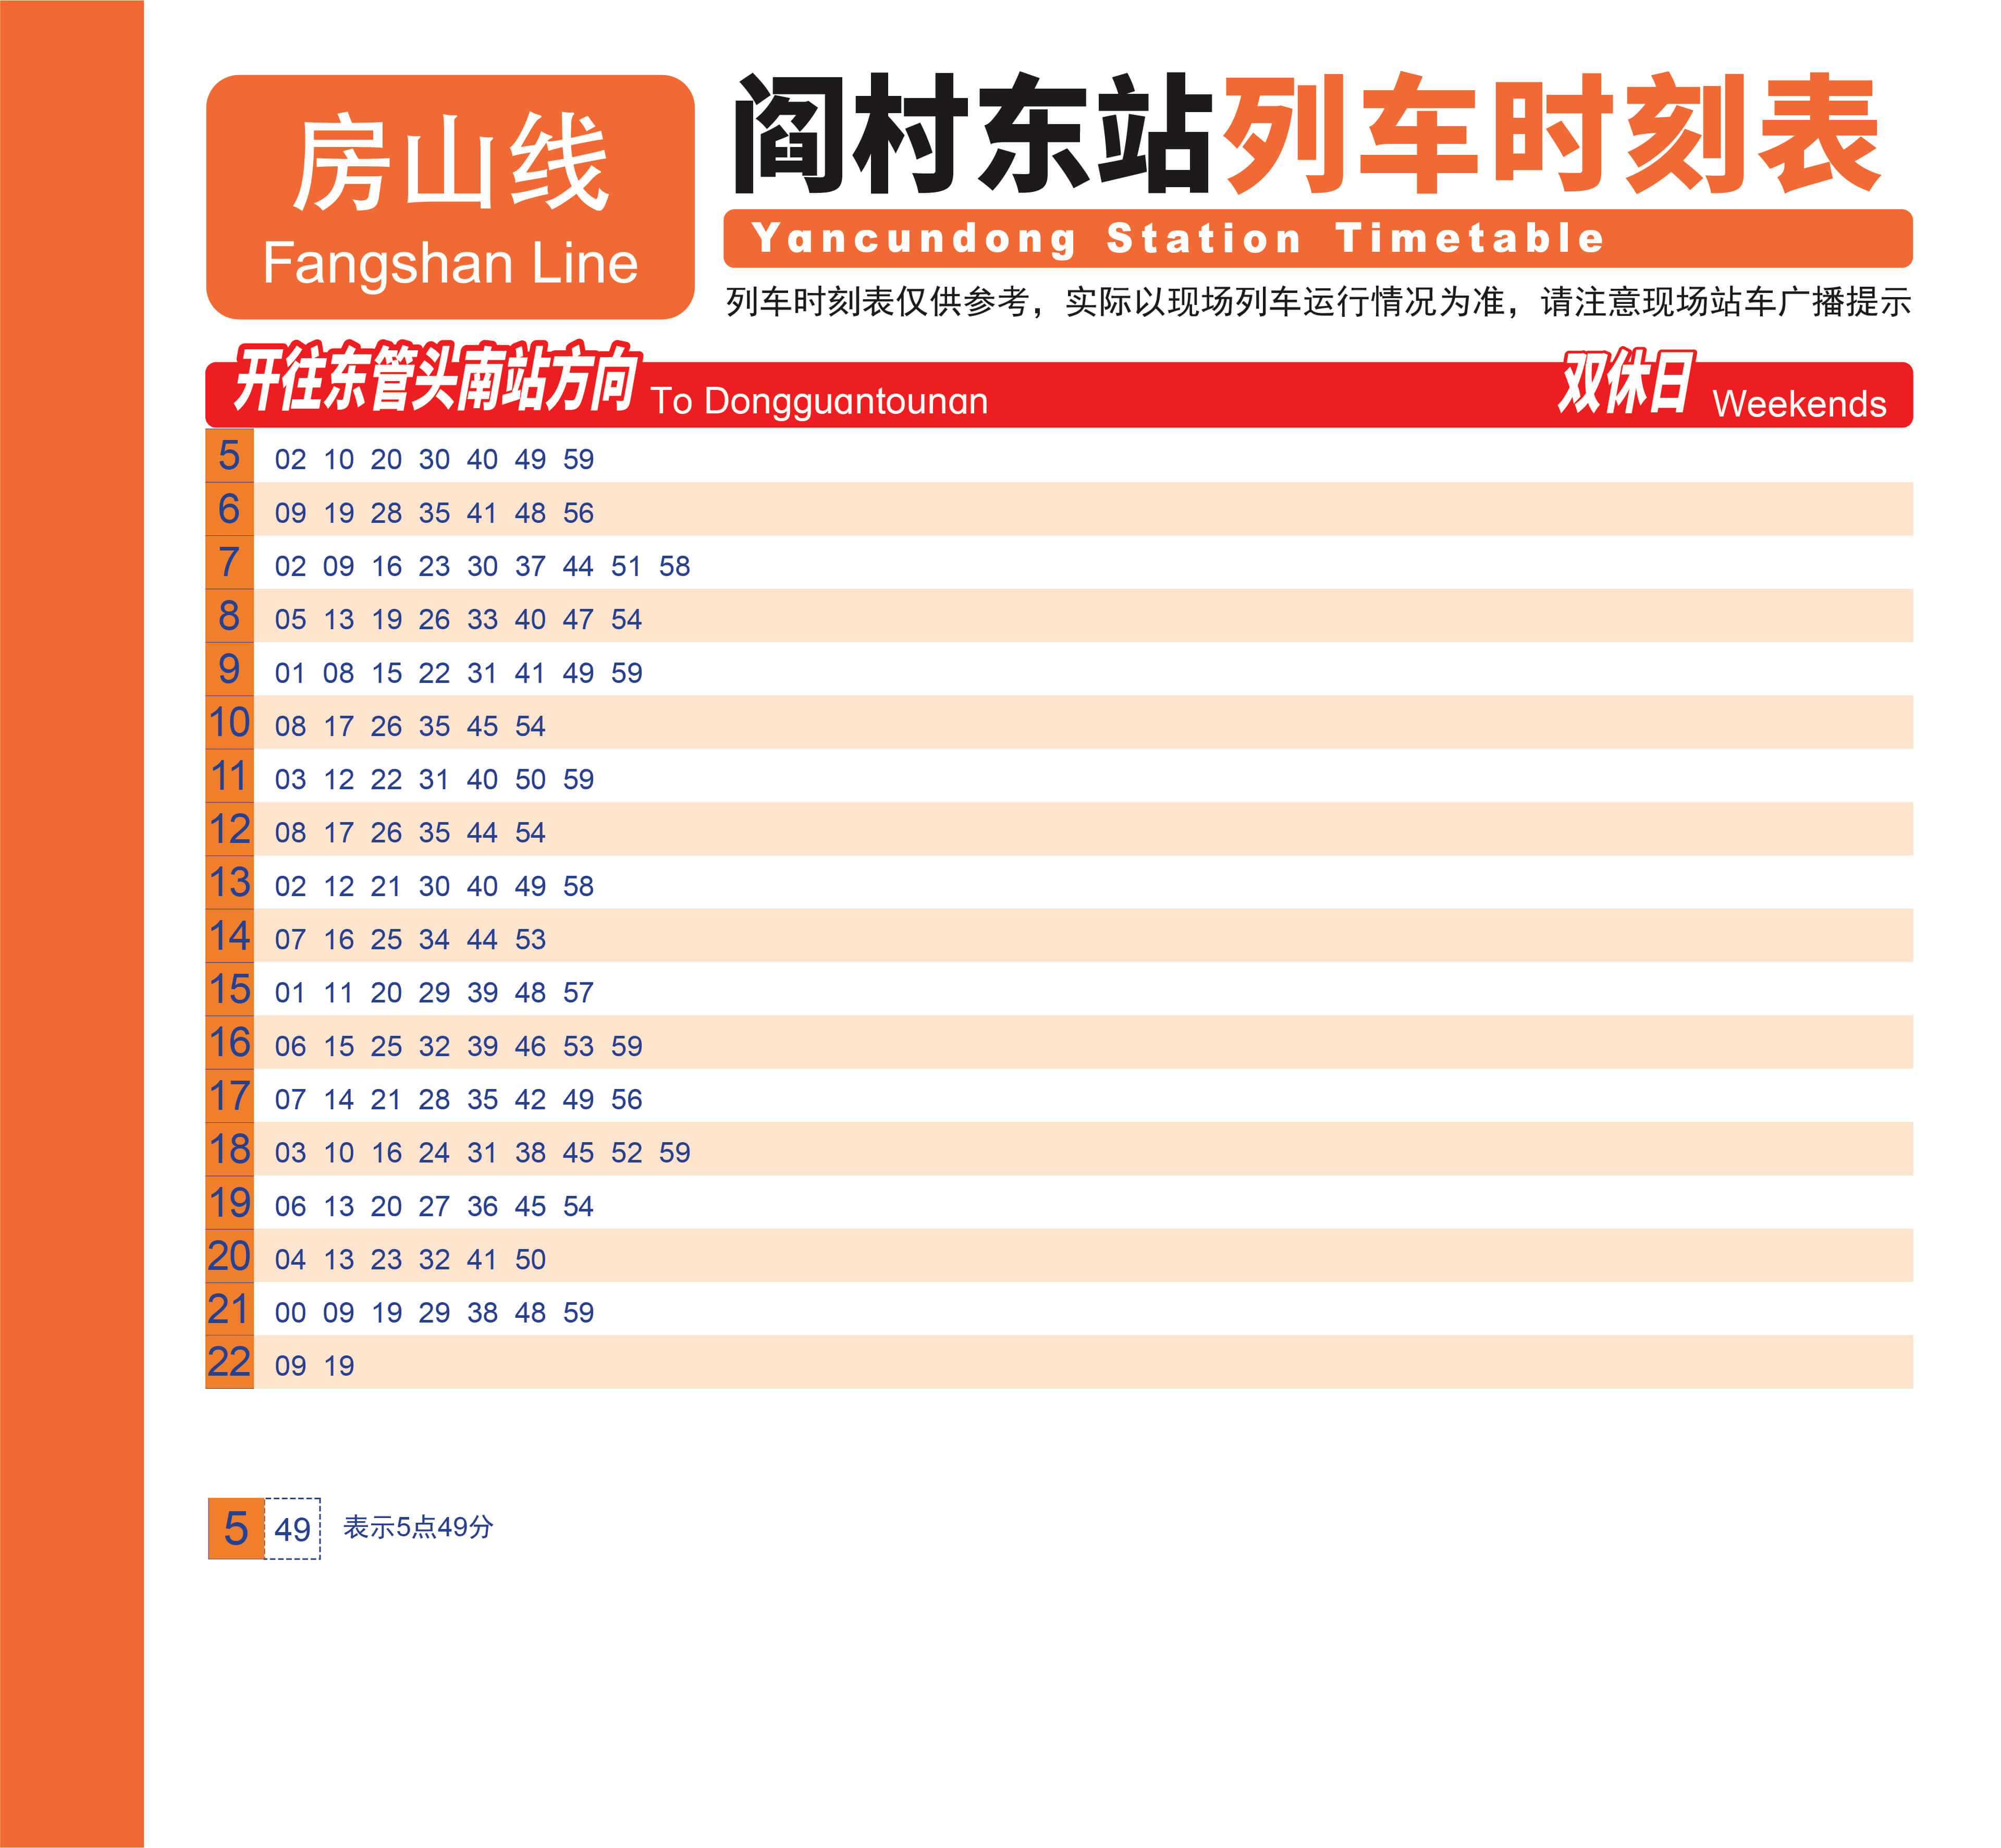 房山线
Fangshan Line
阎村东站列车时刻表
Yancundong Station Timetable
列车时刻表仅供参考，实际以现场列车运行情况为准，请注意现场站车广播提示
开往东管头南站方向 To Dongguantounan 双休日 Weekends
5 02 10 20 30 40 49 59
6 09 19 28 35 41 48 56
7 02 09 16 23 30 37 44 51 58
8 05 13 19 26 33 40 47 54
9 01 08 15 22 31 41 49 59
10 08 17 26 35 45 54
11 03 12 22 31 40 50 59
12 08 17 26 35 44 54
13 02 12 21 30 40 49 58
14 07 16 25 34 44 53
15 01 11 20 29 39 48 57
16 06 15 25 32 39 46 53 59
17 07 14 21 28 35 42 49 56
18 03 10 16 24 31 38 45 52 59
19 06 13 20 27 36 45 54
20 04 13 23 32 41 50
21 00 09 19 29 38 48 59
22 09 19
5 49 表示5点49分